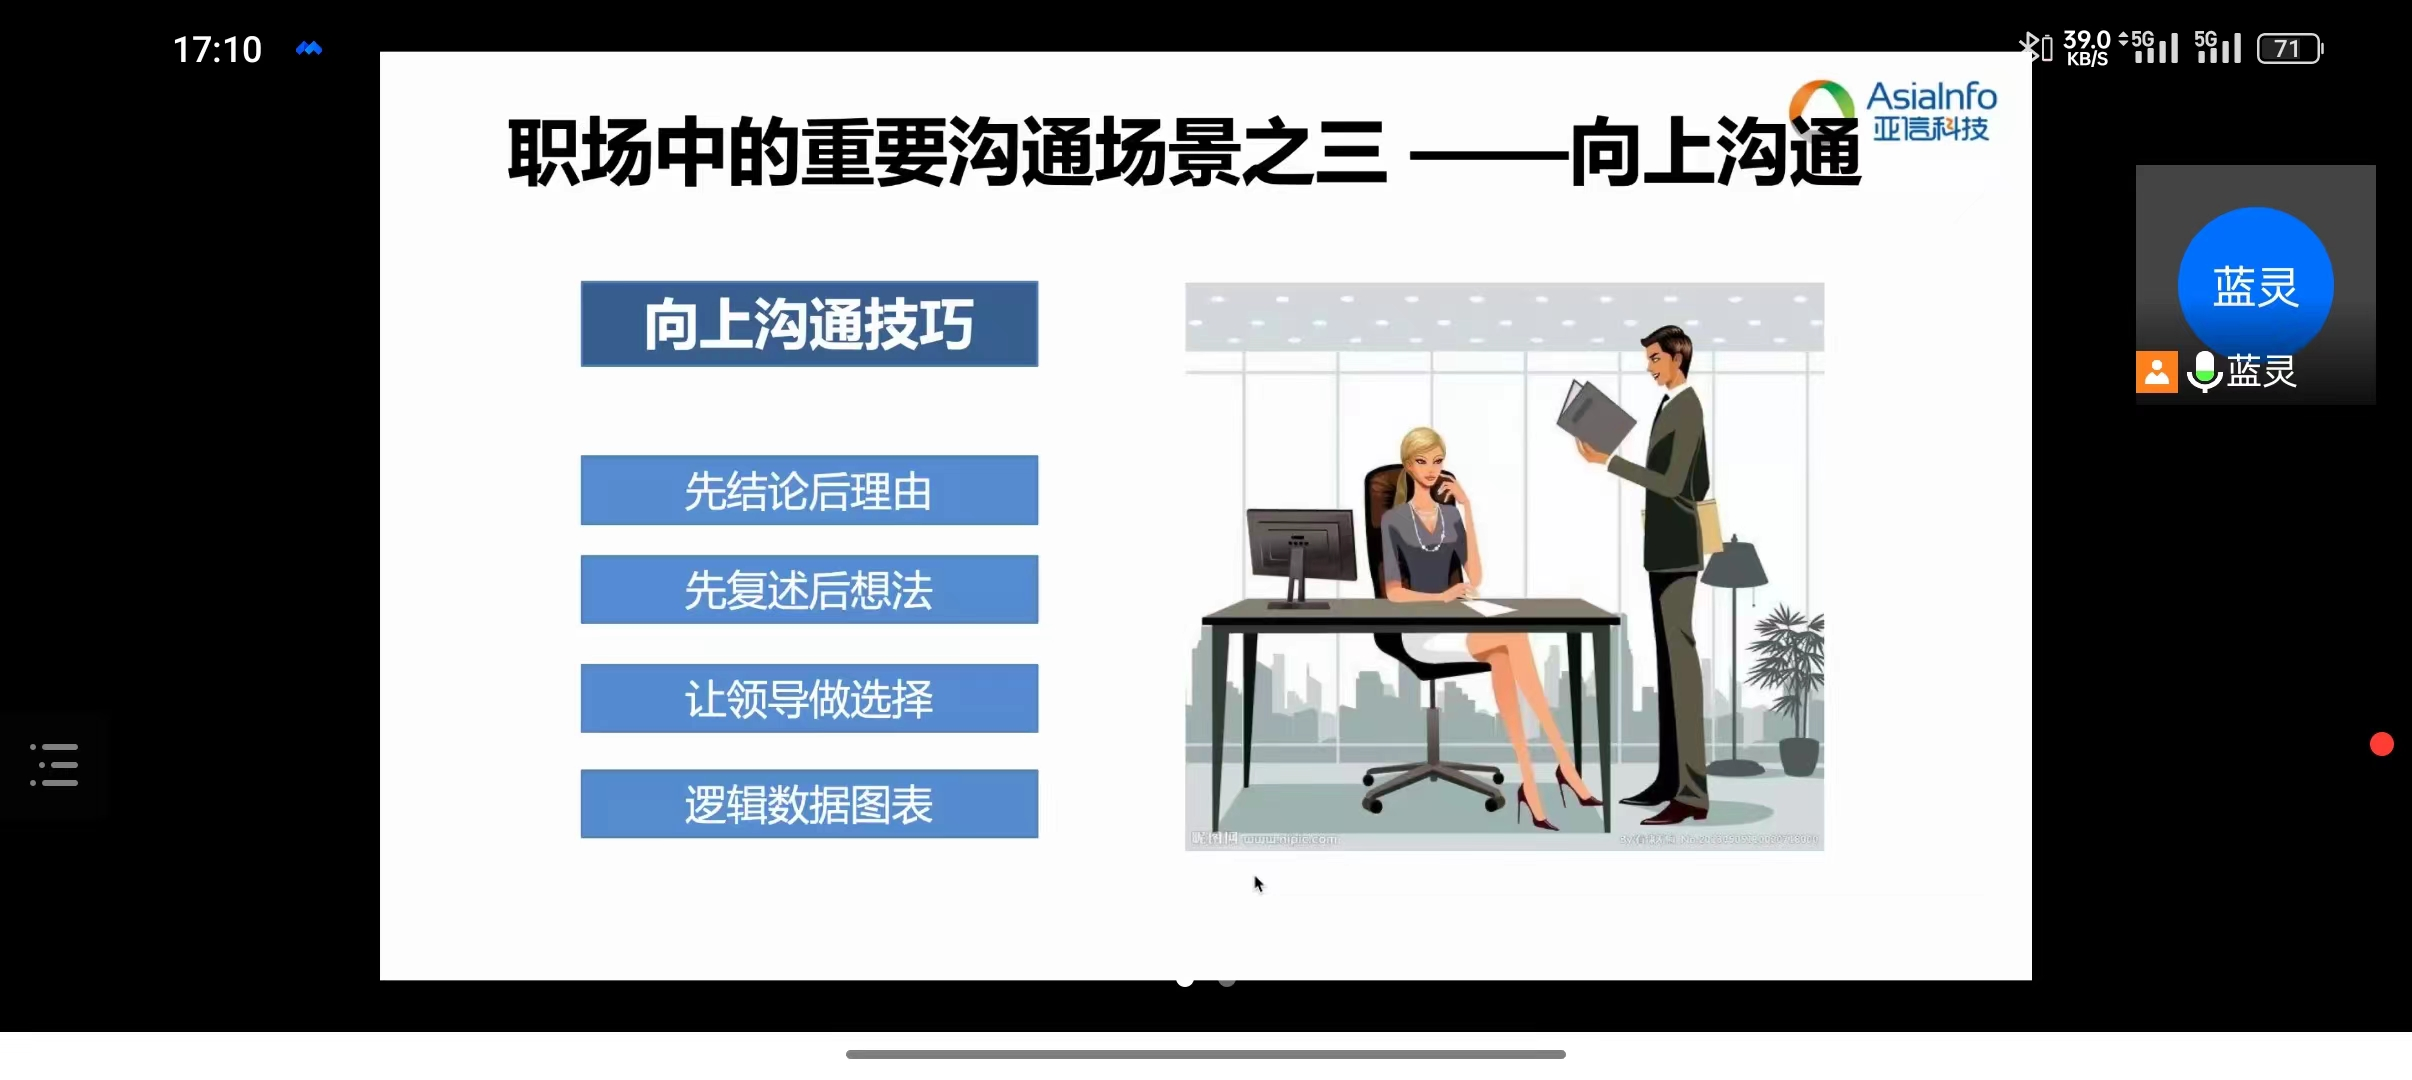 17:10
39.0
KB/S
5G
5G
71
AsiaInfo
亚信科技
职场中的重要沟通场景之三 ——向上沟通
蓝灵
蓝灵
向上沟通技巧
先结论后理由
先复述后想法
让领导做选择
逻辑数据图表
昵图网 www.nipic.com